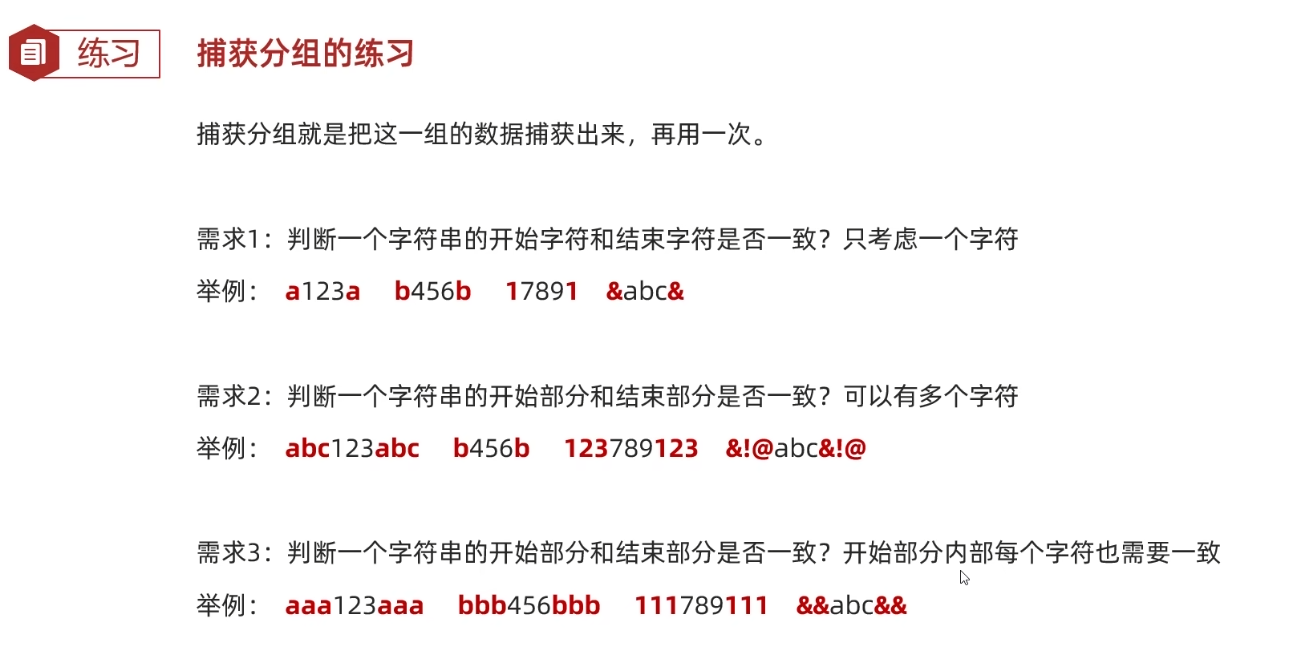 练习 捕获分组的练习
捕获分组就是把这一组的数据捕获出来，再用一次。
需求1：判断一个字符串的开始字符和结束字符是否一致？只考虑一个字符
举例： a123a b456b 17891 &abc&
需求2：判断一个字符串的开始部分和结束部分是否一致？可以有多个字符
举例： abc123abc b456b 123789123 &!@abc&!@
需求3：判断一个字符串的开始部分和结束部分是否一致？开始部分内部每个字符也需要一致
举例： aaa123aaa bbb456bbb 111789111 &&abc&&